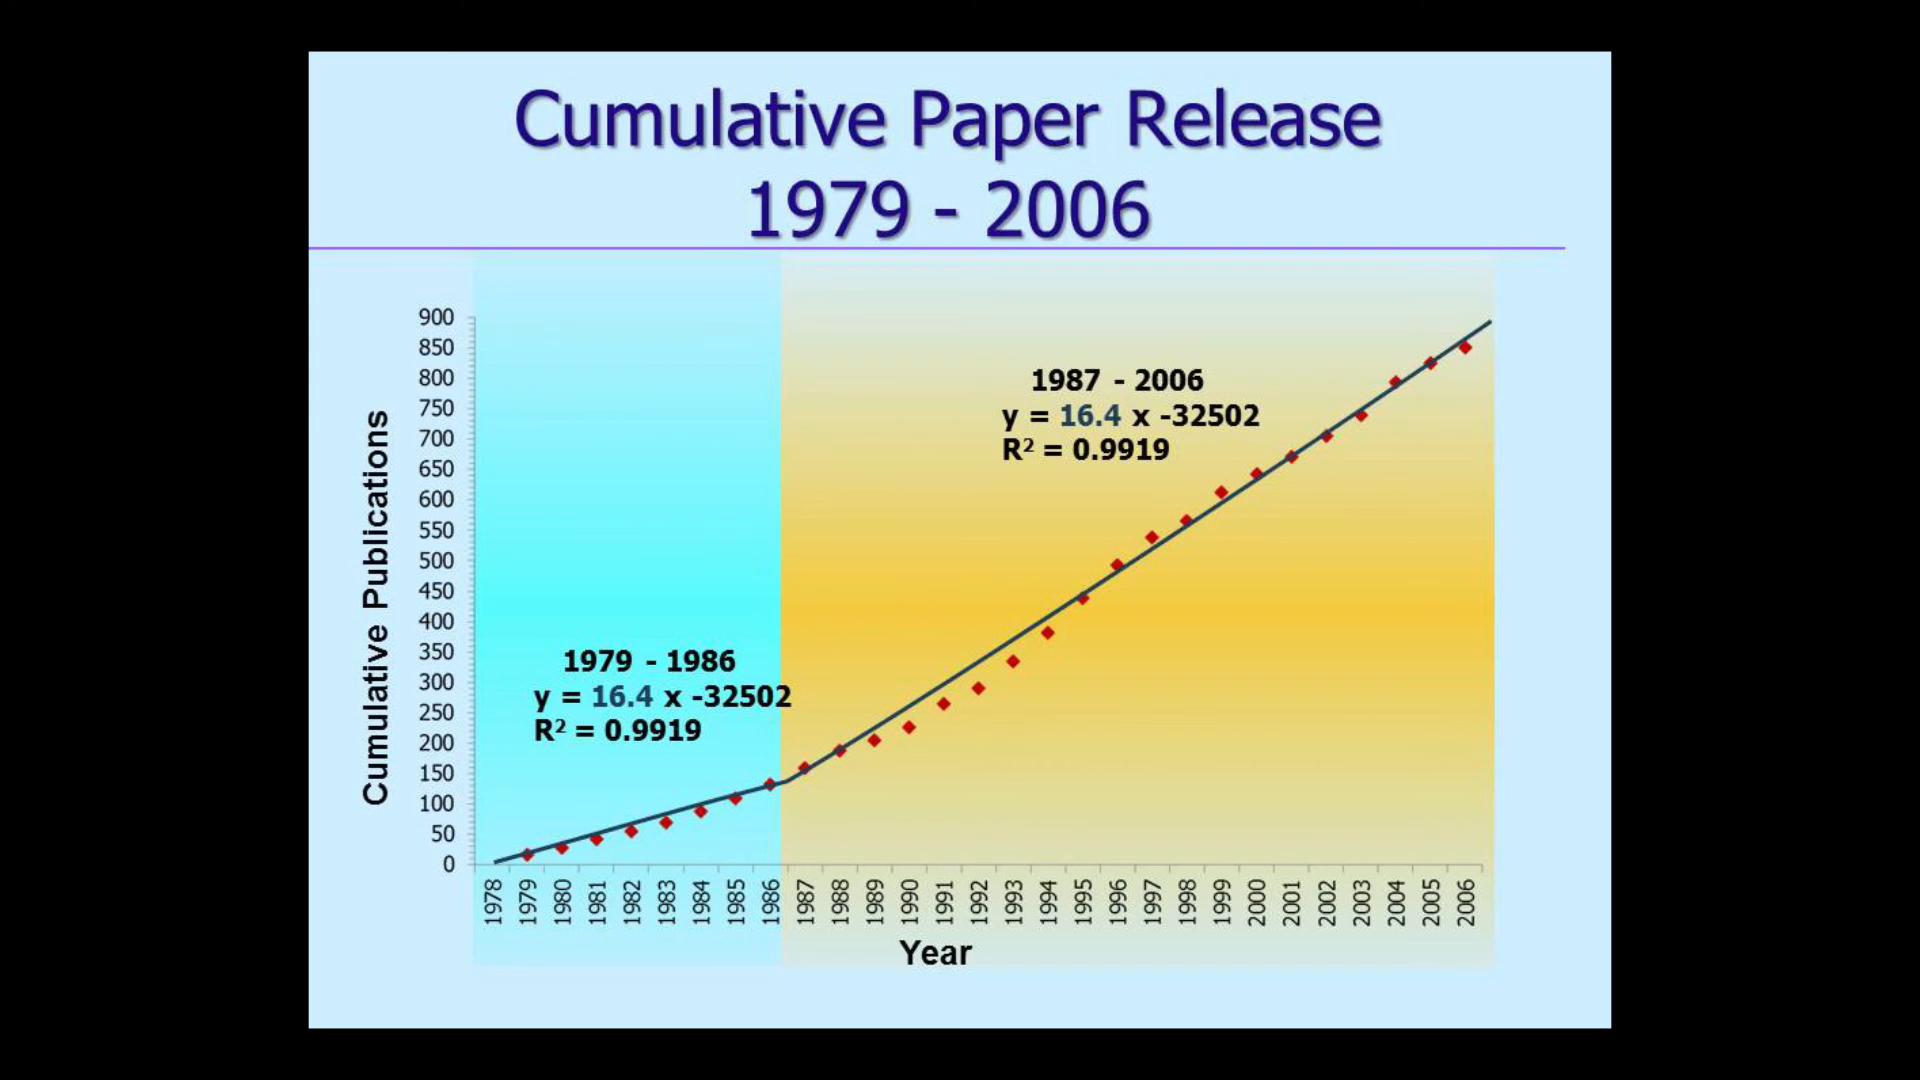 Cumulative Paper Release
1979 - 2006
Cumulative Publications
900
850
800
750
700
650
600
550
500
450
400
350
300
250
200
150
100
50
0
1987 - 2006
y = 16.4 x -32502
R² = 0.9919
1979 - 1986
y = 16.4 x -32502
R² = 0.9919
1978 1979 1980 1981 1982 1983 1984 1985 1986 1987 1988 1989 1990 1991 1992 1993 1994 1995 1996 1997 1998 1999 2000 2001 2002 2003 2004 2005 2006
Year